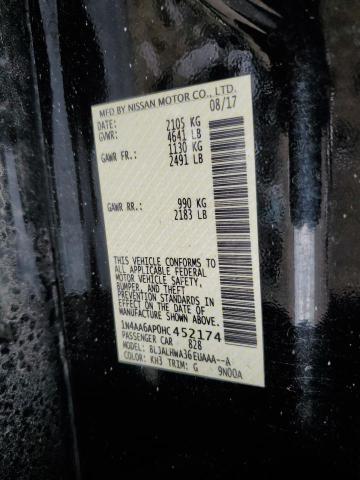 MFD BY NISSAN MOTOR CO., LTD.
DATE: 08/17
GVWR: 2105 KG
4641 LB
GAWR FR.: 1130 KG
2491 LB
GAWR RR.: 990 KG
2183 LB
THIS VEHICLE CONFORMS TO
ALL APPLICABLE FEDERAL
MOTOR VEHICLE SAFETY,
BUMPER, AND THEFT
PREVENTION STANDARDS IN
EFFECT ON THE DATE OF
MANUFACTURE SHOWN ABOVE.
1N4AA6AP0HC452174
PASSENGER CAR 828
MODEL: BLJALHWA36EUAAA--A
COLOR: KH3 TRIM: G 9N00A